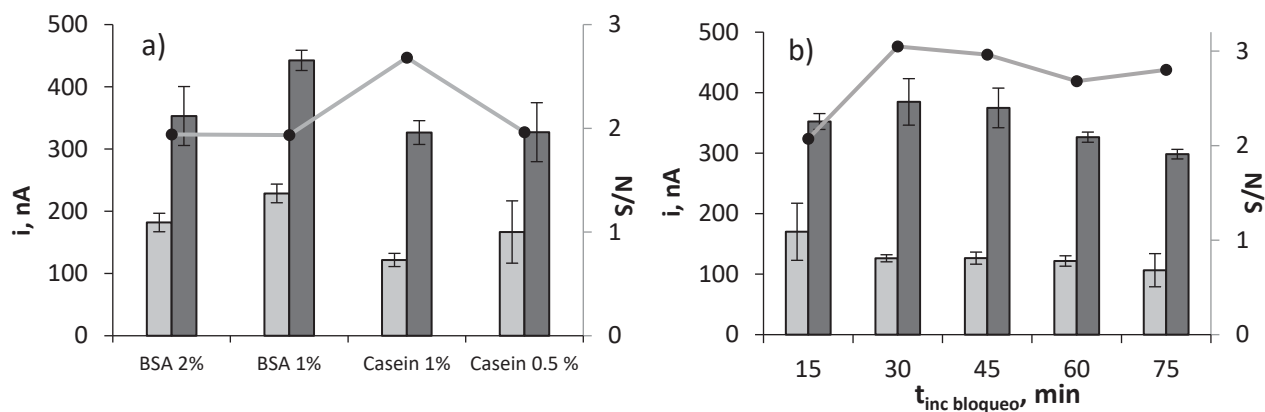 a)
500
400
300
200
100
0
i, nA
3
2
1
0
S/N
BSA 2%
BSA 1%
Casein 1%
Casein 0.5 %
b)
500
400
300
200
100
0
i, nA
3
2
1
0
S/N
15
30
45
60
75
t inc bloqueo, min